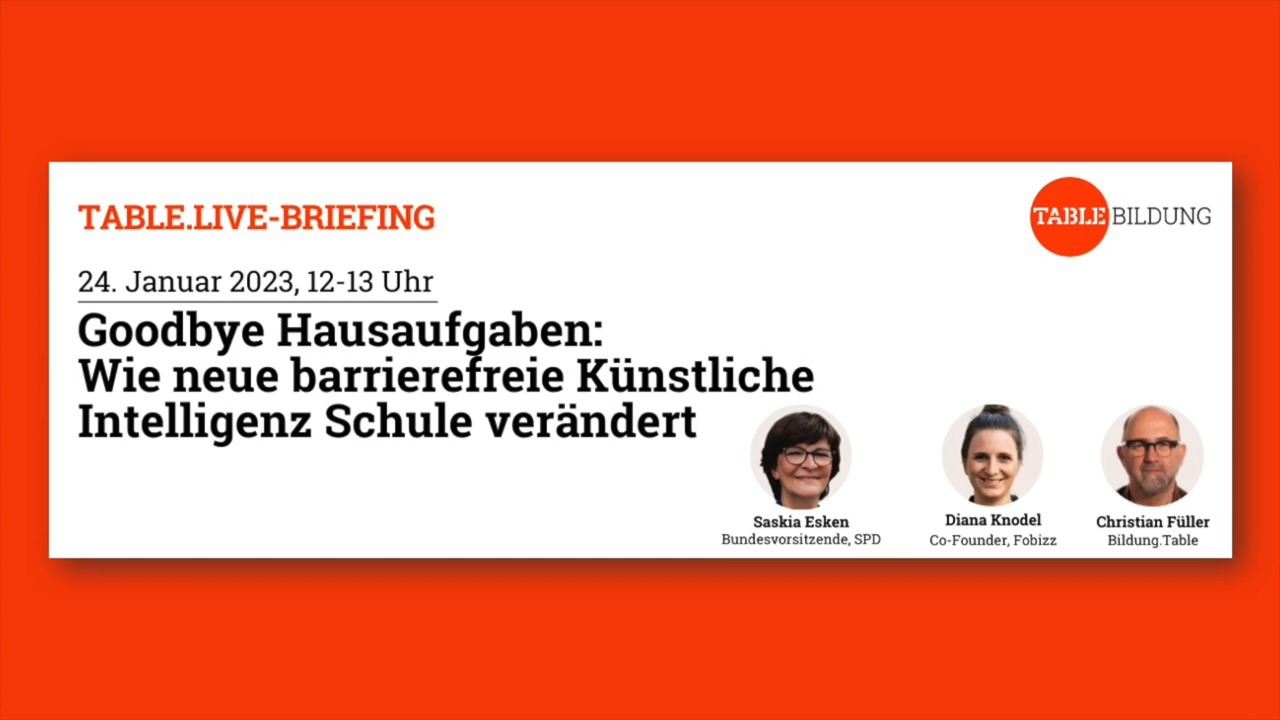 TABLE.LIVE-BRIEFING
TABLE BILDUNG
24. Januar 2023, 12-13 Uhr
Goodbye Hausaufgaben:
Wie neue barrierefreie Künstliche
Intelligenz Schule verändert
Saskia Esken
Bundesvorsitzende, SPD
Diana Knodel
Co-Founder, Fobizz
Christian Füller
Bildung.Table